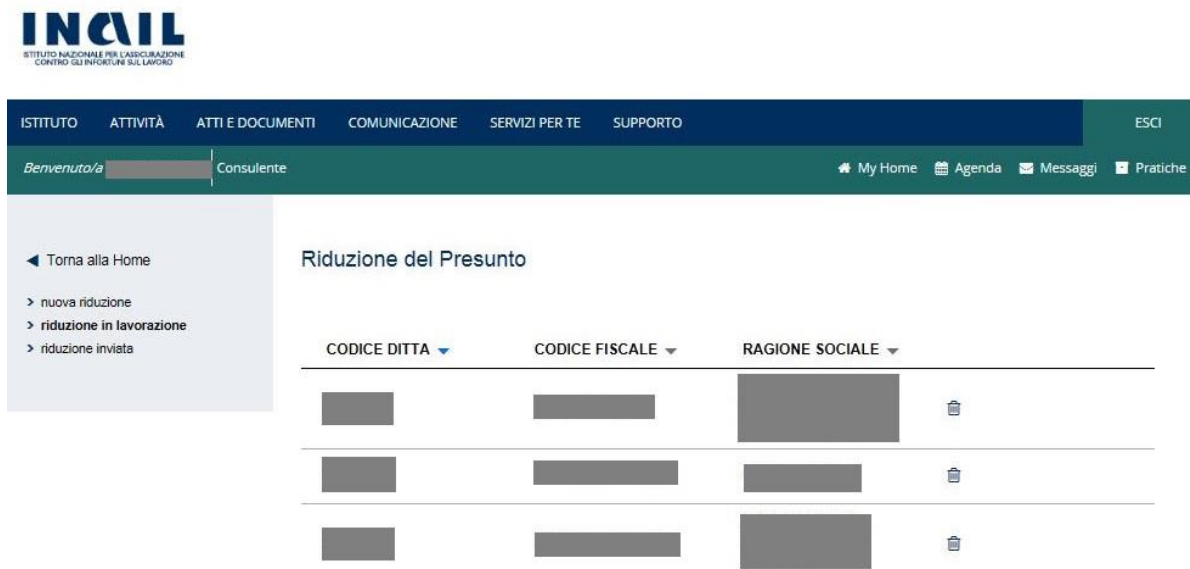 INAIL
ISTITUTO NAZIONALE PER L'ASSICURAZIONE
CONTRO GLI INFORTUNI SUL LAVORO
ISTITUTO ATTIVITÀ ATTI E DOCUMENTI COMUNICAZIONE SERVIZI PER TE SUPPORTO ESCI
Benvenuto/a Consulente My Home Agenda Messaggi Pratiche
Torna alla Home
nuova riduzione
riduzione in lavorazione
riduzione inviata
Riduzione del Presunto
CODICE DITTA CODICE FISCALE RAGIONE SOCIALE